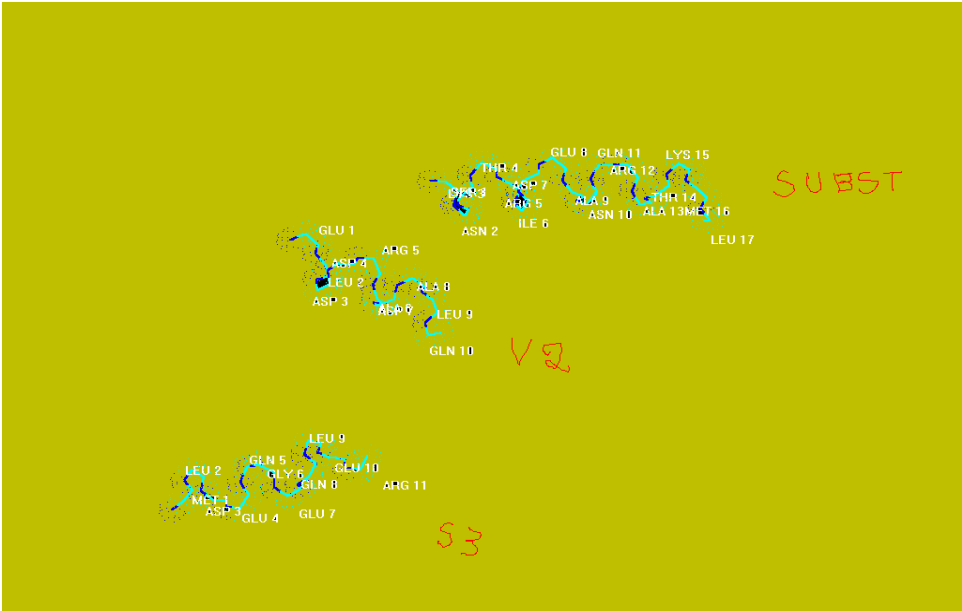 GLU 8 GLN 11 LYS 15
THR 4 ARG 12
ASP 7
ARG 5 ALA 9 THR 14
ASN 10 ALA 13 MET 16
ASN 2 ILE 6
LEU 17
SUBST
GLU 1
ARG 5
ASP 4
LEU 2 ALA 8
ASP 3
LEU 9
GLN 10
V2
LEU 9
GLN 5
LEU 2 GLY 6 GLU 10
GLN 8 ARG 11
MET 1
ASP 3 GLU 4 GLU 7
S3